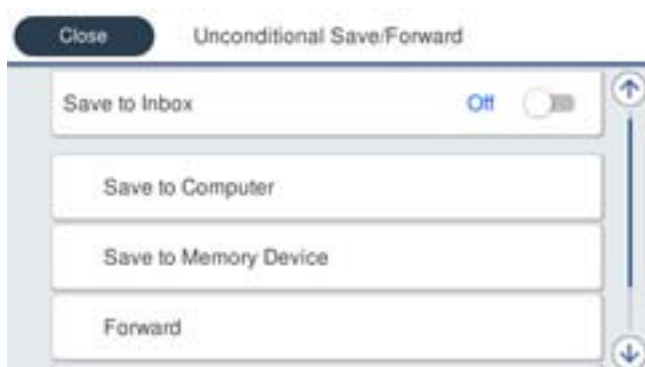 Close Unconditional Save/Forward
Save to Inbox Off
Save to Computer
Save to Memory Device
Forward